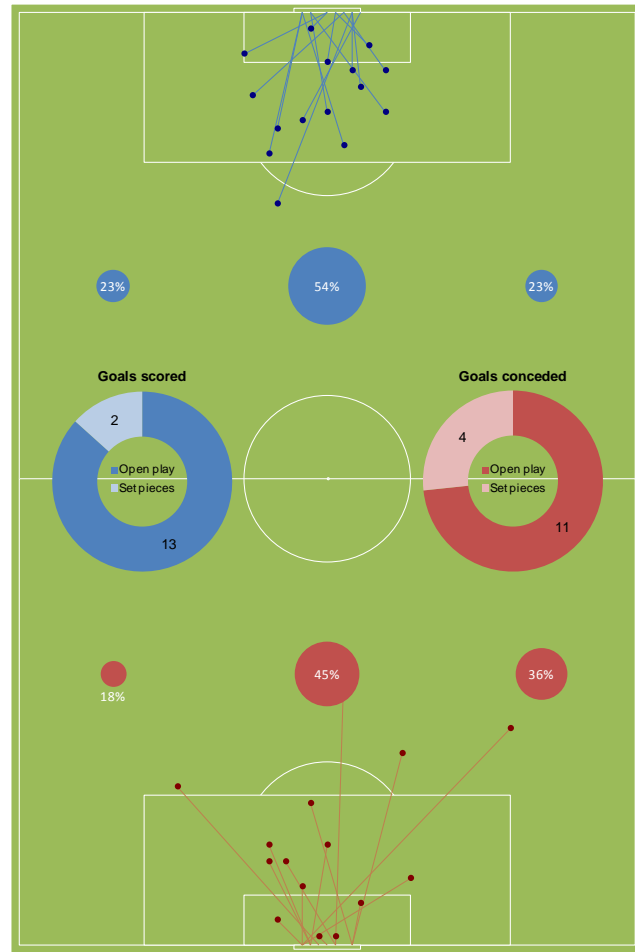 23%
54%
23%
Goals scored
Goals conceded
2
4
Open play
Set pieces
Open play
Set pieces
13
11
45%
36%
18%